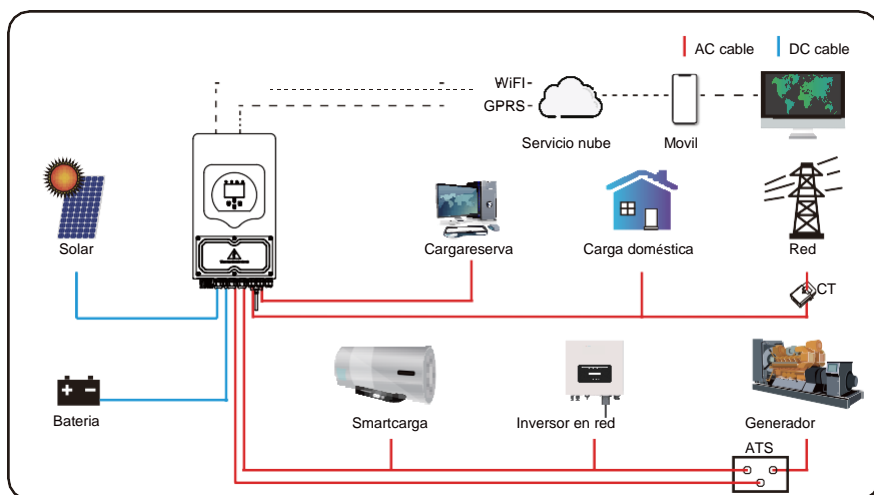 AC cable
DC cable
WiFI
GPRS
Servicio nube
Movil
Solar
Cargareserva
Carga doméstica
Red
CT
Bateria
Smartcarga
Inversor en red
Generador
ATS